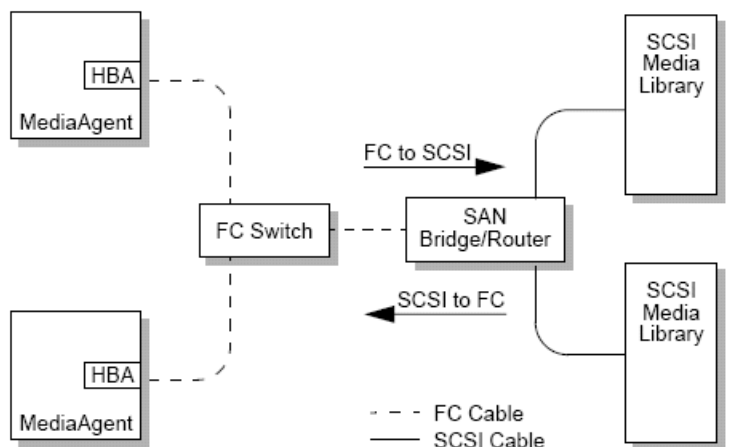 HBA
MediaAgent
SCSI
Media
Library
FC to SCSI
FC Switch
SAN
Bridge/Router
SCSI to FC
SCSI
Media
Library
HBA
MediaAgent
FC Cable
SCSI Cable